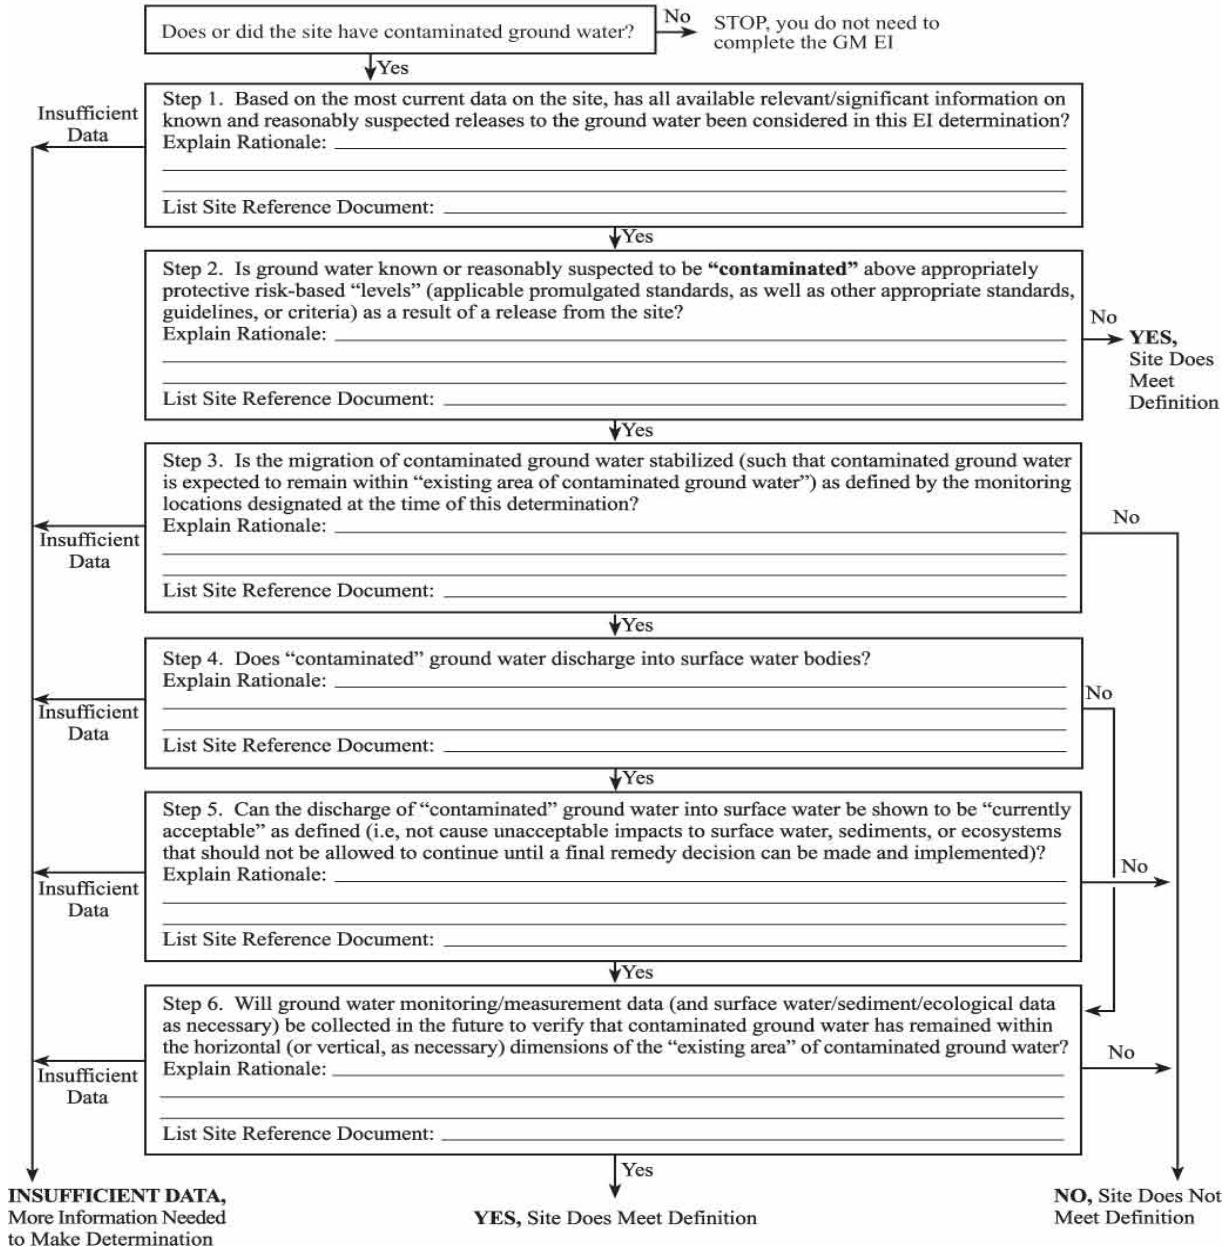 Does or did the site have contaminated ground water?
No
STOP, you do not need to
complete the GM EI
Yes
Insufficient
Data
Step 1. Based on the most current data on the site, has all available relevant/significant information on
known and reasonably suspected releases to the ground water been considered in this EI determination?
Explain Rationale:
List Site Reference Document:
Yes
Step 2. Is ground water known or reasonably suspected to be “contaminated” above appropriately
protective risk-based “levels” (applicable promulgated standards, as well as other appropriate standards,
guidelines, or criteria) as a result of a release from the site?
Explain Rationale:
List Site Reference Document:
No
YES,
Site Does
Meet
Definition
Yes
Step 3. Is the migration of contaminated ground water stabilized (such that contaminated ground water
is expected to remain within “existing area of contaminated ground water”) as defined by the monitoring
locations designated at the time of this determination?
Explain Rationale:
List Site Reference Document:
Insufficient
Data
No
Yes
Step 4. Does “contaminated” ground water discharge into surface water bodies?
Explain Rationale:
List Site Reference Document:
Insufficient
Data
No
Yes
Step 5. Can the discharge of “contaminated” ground water into surface water be shown to be “currently
acceptable” as defined (i.e, not cause unacceptable impacts to surface water, sediments, or ecosystems
that should not be allowed to continue until a final remedy decision can be made and implemented)?
Explain Rationale:
List Site Reference Document:
Insufficient
Data
No
Yes
Step 6. Will ground water monitoring/measurement data (and surface water/sediment/ecological data
as necessary) be collected in the future to verify that contaminated ground water has remained within
the horizontal (or vertical, as necessary) dimensions of the “existing area” of contaminated ground water?
Explain Rationale:
List Site Reference Document:
Insufficient
Data
No
Yes
INSUFFICIENT DATA,
More Information Needed
to Make Determination
YES, Site Does Meet Definition
NO, Site Does Not
Meet Definition